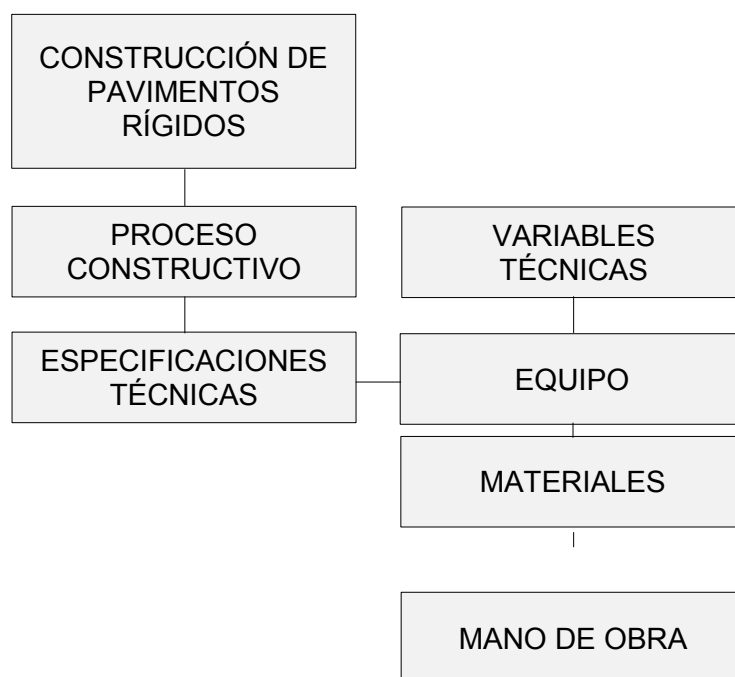 CONSTRUCCIÓN DE
PAVIMENTOS
RÍGIDOS
PROCESO
CONSTRUCTIVO
VARIABLES
TÉCNICAS
ESPECIFICACIONES
TÉCNICAS
EQUIPO
MATERIALES
MANO DE OBRA